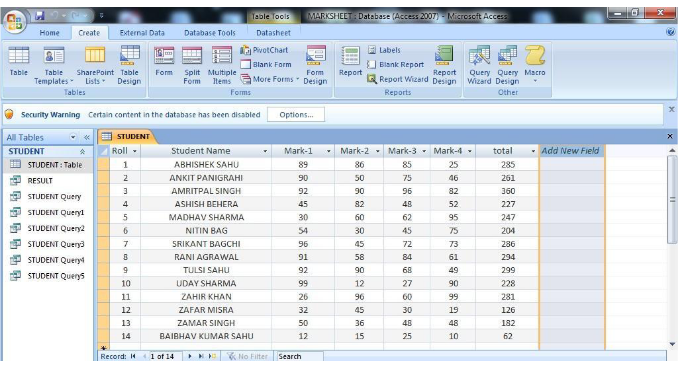 Table Tools MARKSHEET : Database (Access 2007) - Microsoft Access
Home Create External Data Database Tools Datasheet
Table
Table Templates
SharePoint Lists
Table Design
Tables
Form
Split Form
Multiple Items
PivotChart
Blank Form
More Forms
Form Design
Forms
Report
Labels
Blank Report
Report Wizard
Report Design
Reports
Query Wizard
Query Design
Macro
Other
Security Warning Certain content in the database has been disabled Options...
All Tables
STUDENT
STUDENT : Table
RESULT
STUDENT Query
STUDENT Query1
STUDENT Query2
STUDENT Query3
STUDENT Query4
STUDENT Query5
STUDENT
Roll Student Name Mark-1 Mark-2 Mark-3 Mark-4 total Add New Field
1 ABHISHEK SAHU 89 86 85 25 285
2 ANKIT PANIGRAHI 90 50 75 46 261
3 AMRITPAL SINGH 92 90 96 82 360
4 ASHISH BEHERA 45 82 48 52 227
5 MADHAV SHARMA 30 60 62 95 247
6 NITIN BAG 54 30 45 75 204
7 SRIKANT BAGCHI 96 45 72 73 286
8 RANI AGRAWAL 91 58 84 61 294
9 TULSI SAHU 92 90 68 49 299
10 UDAY SHARMA 99 12 27 90 228
11 ZAHIR KHAN 26 96 60 99 281
12 ZAFAR MISRA 32 45 30 19 126
13 ZAMAR SINGH 50 36 48 48 182
14 BAIBHAV KUMAR SAHU 12 15 25 10 62
Record: 1 of 14 No Filter Search